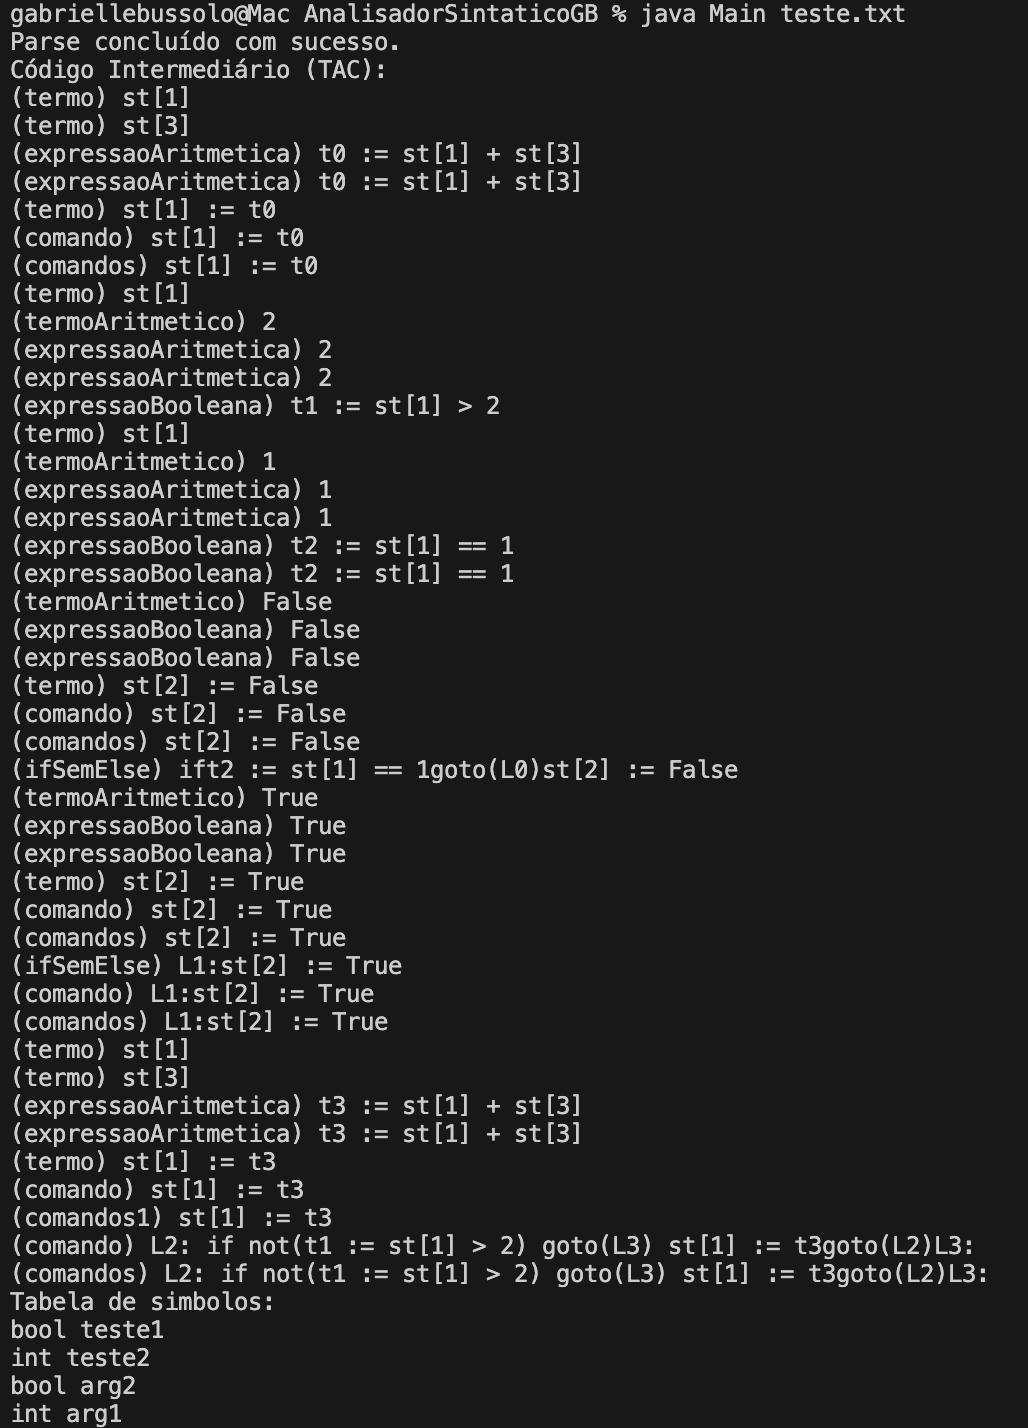 gabriellebussolo@Mac AnalisadorSintaticoGB % java Main teste.txt
Parse concluído com sucesso.
Código Intermediário (TAC):
(termo) st[1]
(termo) st[3]
(expressaoAritmetica) t0 := st[1] + st[3]
(expressaoAritmetica) t0 := st[1] + st[3]
(termo) st[1] := t0
(comando) st[1] := t0
(comandos) st[1] := t0
(termo) st[1]
(termoAritmetico) 2
(expressaoAritmetica) 2
(expressaoAritmetica) 2
(expressaoBooleana) t1 := st[1] > 2
(termo) st[1]
(termoAritmetico) 1
(expressaoAritmetica) 1
(expressaoAritmetica) 1
(expressaoBooleana) t2 := st[1] == 1
(expressaoBooleana) t2 := st[1] == 1
(termoAritmetico) False
(expressaoBooleana) False
(expressaoBooleana) False
(termo) st[2] := False
(comando) st[2] := False
(comandos) st[2] := False
(ifSemElse) ift2 := st[1] == 1goto(L0)st[2] := False
(termoAritmetico) True
(expressaoBooleana) True
(expressaoBooleana) True
(termo) st[2] := True
(comando) st[2] := True
(comandos) st[2] := True
(ifSemElse) L1:st[2] := True
(comando) L1:st[2] := True
(comandos) L1:st[2] := True
(termo) st[1]
(termo) st[3]
(expressaoAritmetica) t3 := st[1] + st[3]
(expressaoAritmetica) t3 := st[1] + st[3]
(termo) st[1] := t3
(comando) st[1] := t3
(comandos1) st[1] := t3
(comando) L2: if not(t1 := st[1] > 2) goto(L3) st[1] := t3goto(L2)L3:
(comandos) L2: if not(t1 := st[1] > 2) goto(L3) st[1] := t3goto(L2)L3:
Tabela de simbolos:
bool teste1
int teste2
bool arg2
int arg1